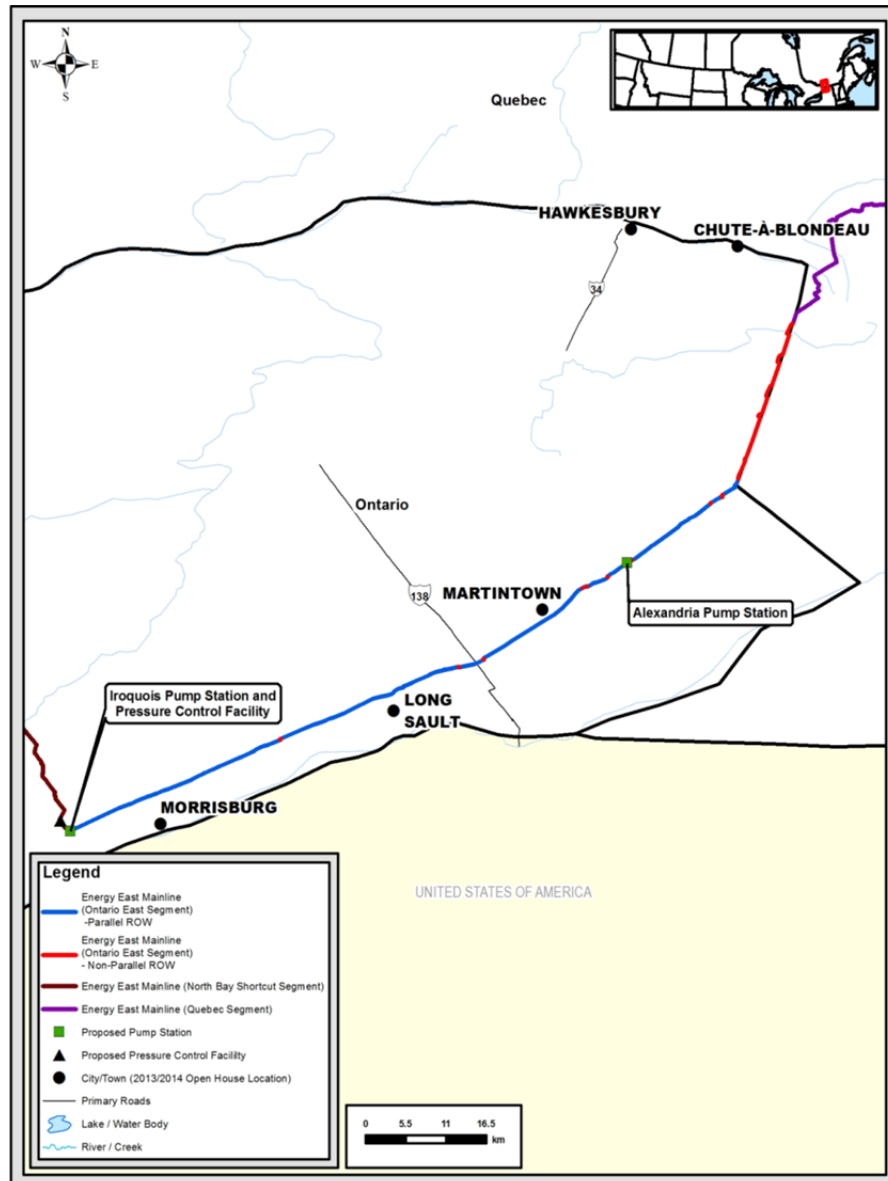 N
W E
S
Quebec
HAWKESBURY
CHUTE-À-BLONDEAU
34
Ontario
138
MARTINTOWN
Alexandria Pump Station
Iroquois Pump Station and
Pressure Control Facility
LONG
SAULT
MORRISBURG
UNITED STATES OF AMERICA
Legend
Energy East Mainline
(Ontario East Segment)
-Parallel ROW
Energy East Mainline
(Ontario East Segment)
- Non-Parallel ROW
Energy East Mainline (North Bay Shortcut Segment)
Energy East Mainline (Quebec Segment)
Proposed Pump Station
Proposed Pressure Control Facililty
City/Town (2013/2014 Open House Location)
Primary Roads
Lake / Water Body
River / Creek
0 5.5 11 16.5
km